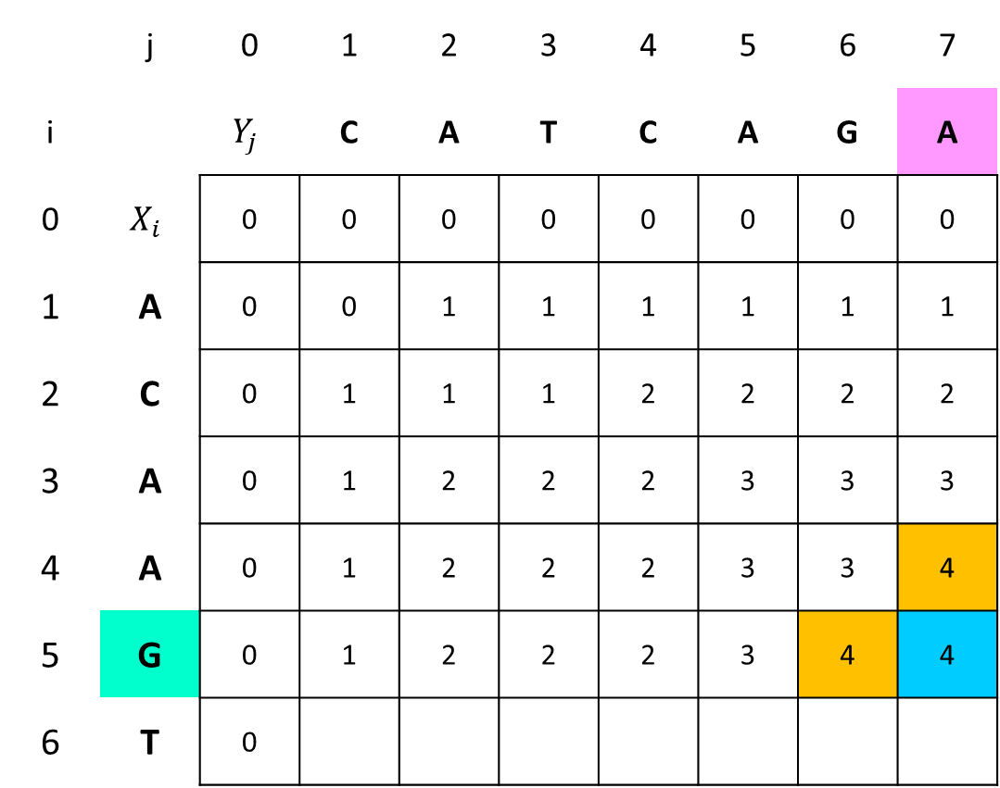 j 0 1 2 3 4 5 6 7
i Yj C A T C A G A
0 Xi 0 0 0 0 0 0 0 0
1 A 0 0 1 1 1 1 1 1
2 C 0 1 1 1 2 2 2 2
3 A 0 1 2 2 2 3 3 3
4 A 0 1 2 2 2 3 3 4
5 G 0 1 2 2 2 3 4 4
6 T 0